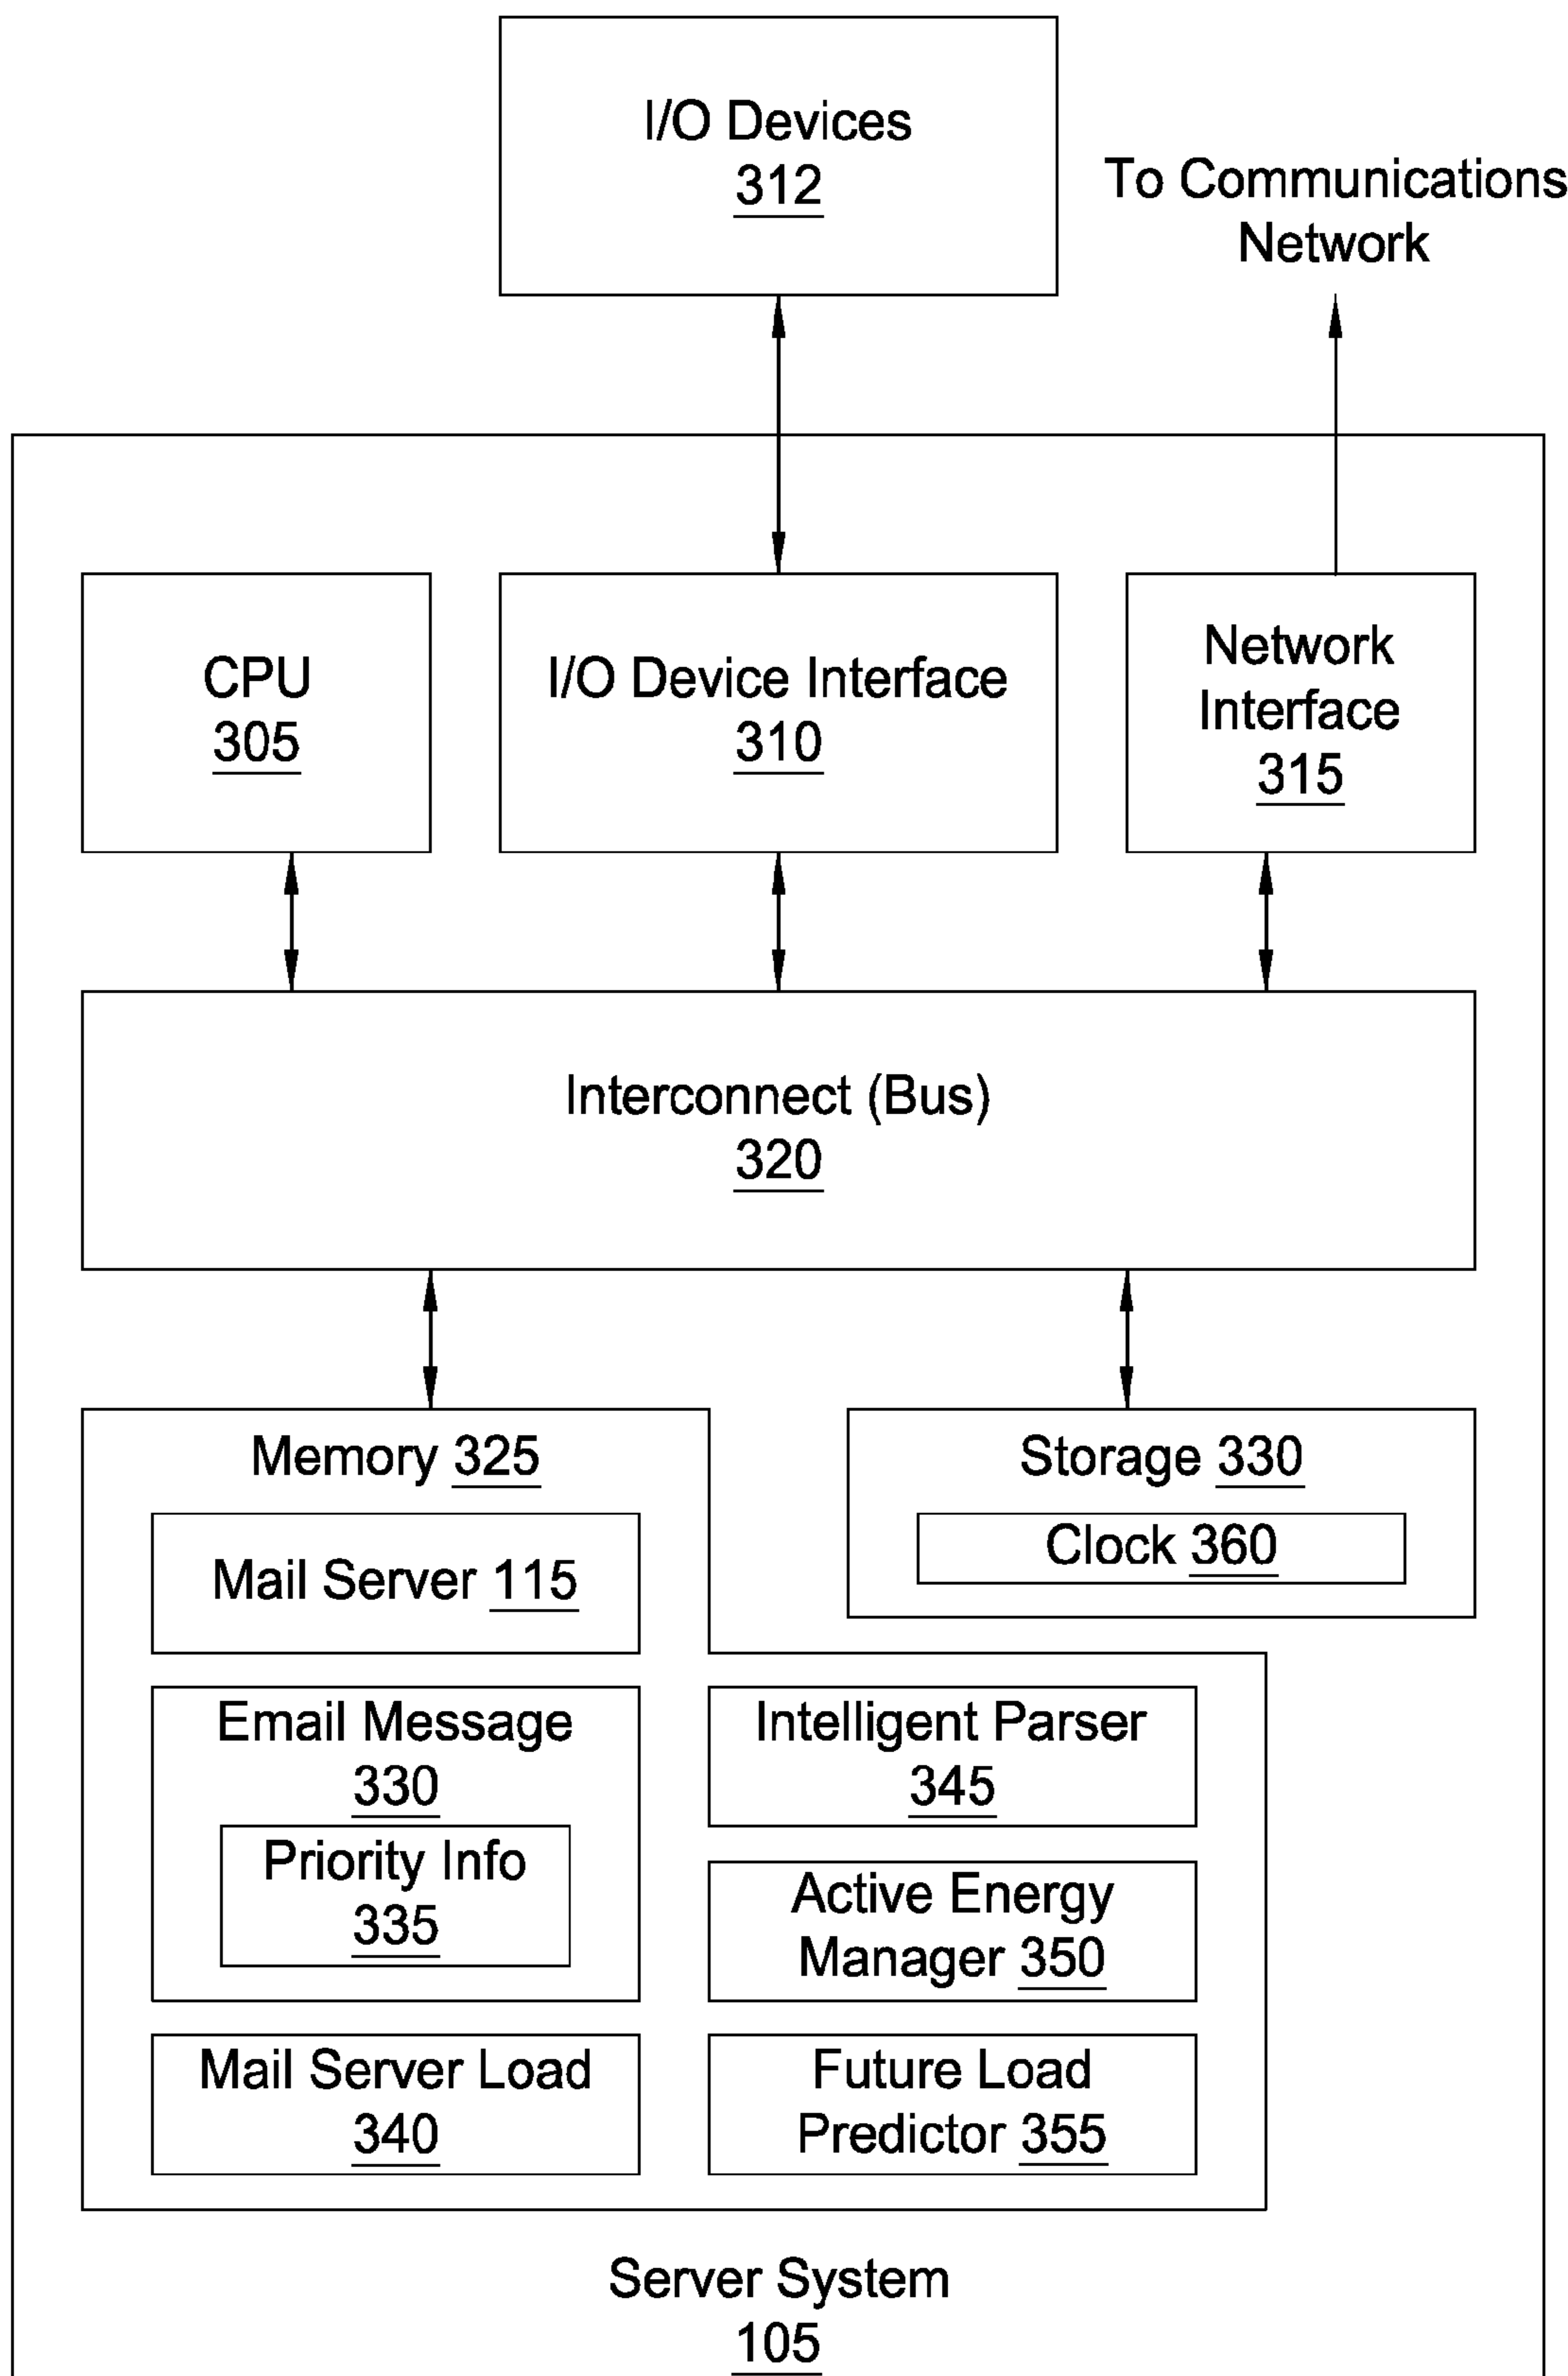 I/O Devices
312
To Communications
Network
CPU
305
I/O Device Interface
310
Network
Interface
315
Interconnect (Bus)
320
Memory 325
Storage 330
Clock 360
Mail Server 115
Email Message
330
Priority Info
335
Mail Server Load
340
Intelligent Parser
345
Active Energy
Manager 350
Future Load
Predictor 355
Server System
105